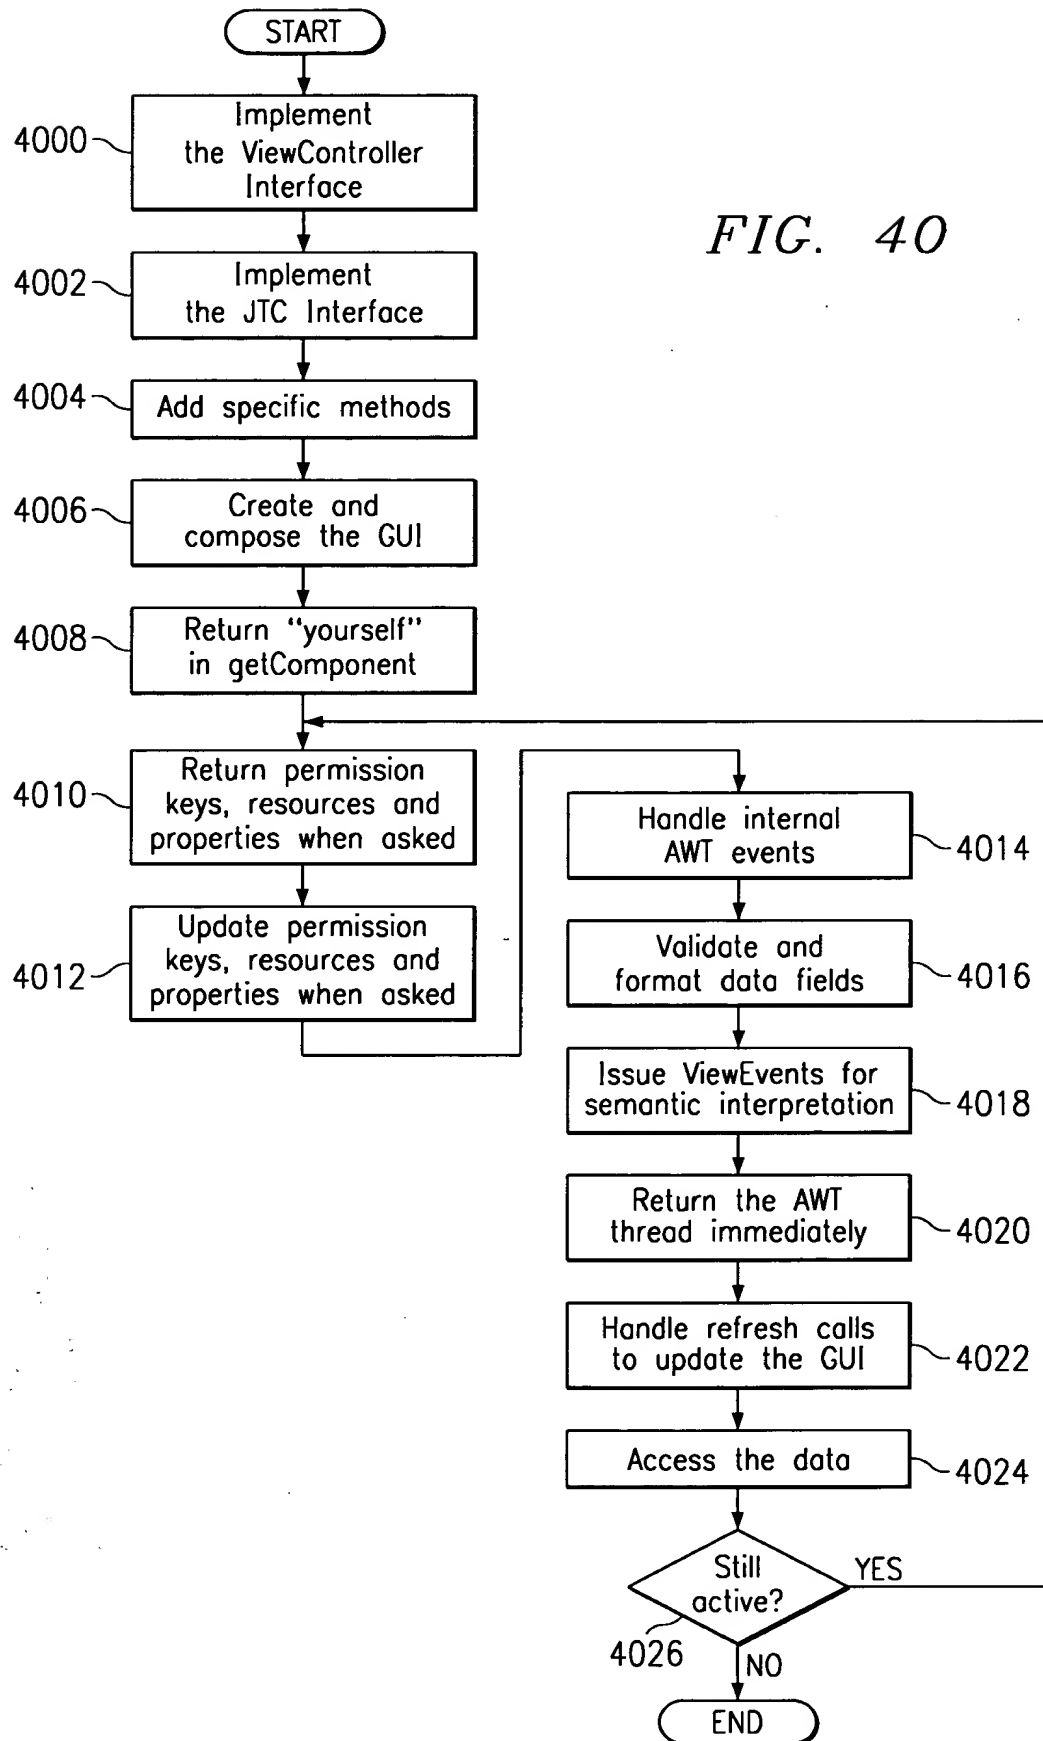 START
4000
Implement
the ViewController
Interface
FIG. 40
4002
Implement
the JTC Interface
4004
Add specific methods
4006
Create and
compose the GUI
4008
Return "yourself"
in getComponent
4010
Return permission
keys, resources and
properties when asked
4012
Update permission
keys, resources and
properties when asked
Handle internal
AWT events
4014
Validate and
format data fields
4016
Issue ViewEvents for
semantic interpretation
4018
Return the AWT
thread immediately
4020
Handle refresh calls
to update the GUI
4022
Access the data
4024
Still
active?
YES
4026
NO
END